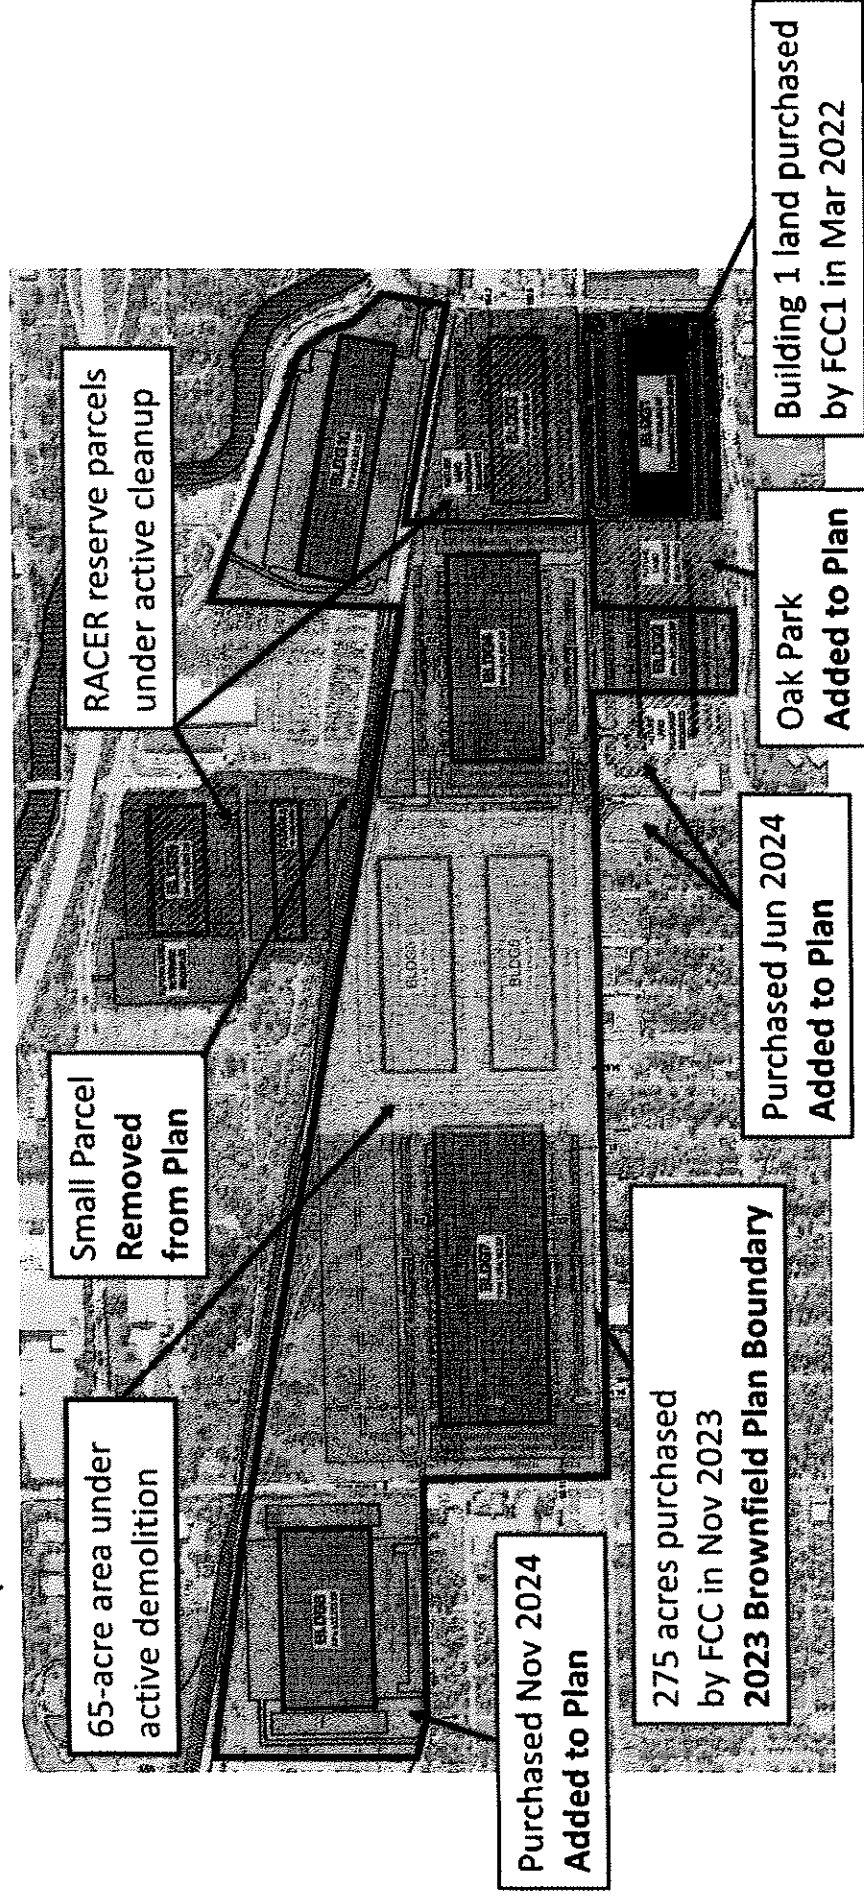 RACER reserve parcels
under active cleanup
Small Parcel
Removed
from Plan
65-acre area under
active demolition
Building 1 land purchased
by FCC1 in Mar 2022
Oak Park
Added to Plan
Purchased Jun 2024
Added to Plan
275 acres purchased
by FCC in Nov 2023
2023 Brownfield Plan Boundary
Purchased Nov 2024
Added to Plan
BLDG
BLDG